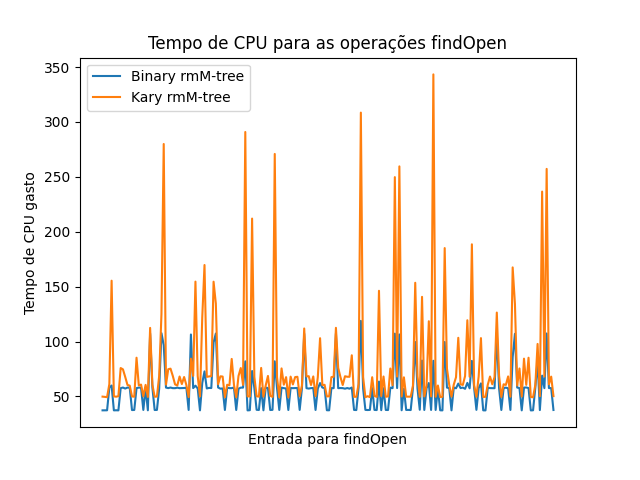 Tempo de CPU para as operações findOpen
Binary rmM-tree
Kary rmM-tree
350
300
250
200
150
100
50
Tempo de CPU gasto
Entrada para findOpen